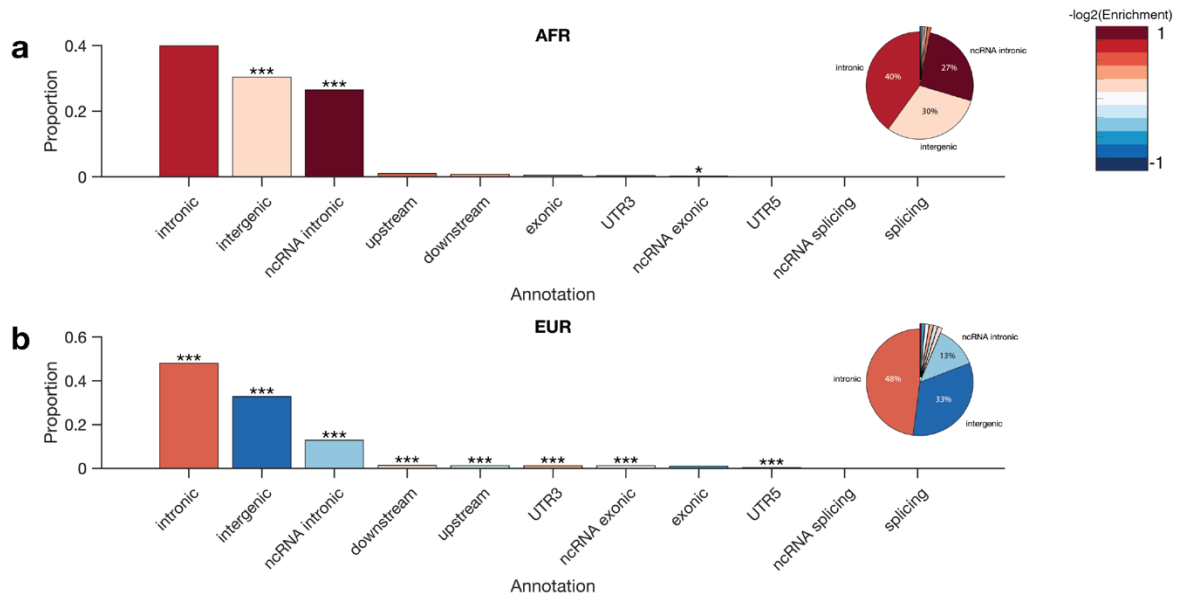 a
AFR
-log2(Enrichment)
1
-1
Proportion
0.4
0.2
0
***
***
*
intronic
intergenic
ncRNA intronic
upstream
downstream
exonic
UTR3
ncRNA exonic
UTR5
ncRNA splicing
splicing
Annotation
intronic
40%
ncRNA intronic
27%
30%
intergenic
b
EUR
Proportion
0.6
0.4
0.2
0
***
***
***
***
***
***
***
***
intronic
intergenic
ncRNA intronic
downstream
upstream
UTR3
ncRNA exonic
exonic
UTR5
ncRNA splicing
splicing
Annotation
ncRNA intronic
13%
intronic
48%
33%
intergenic